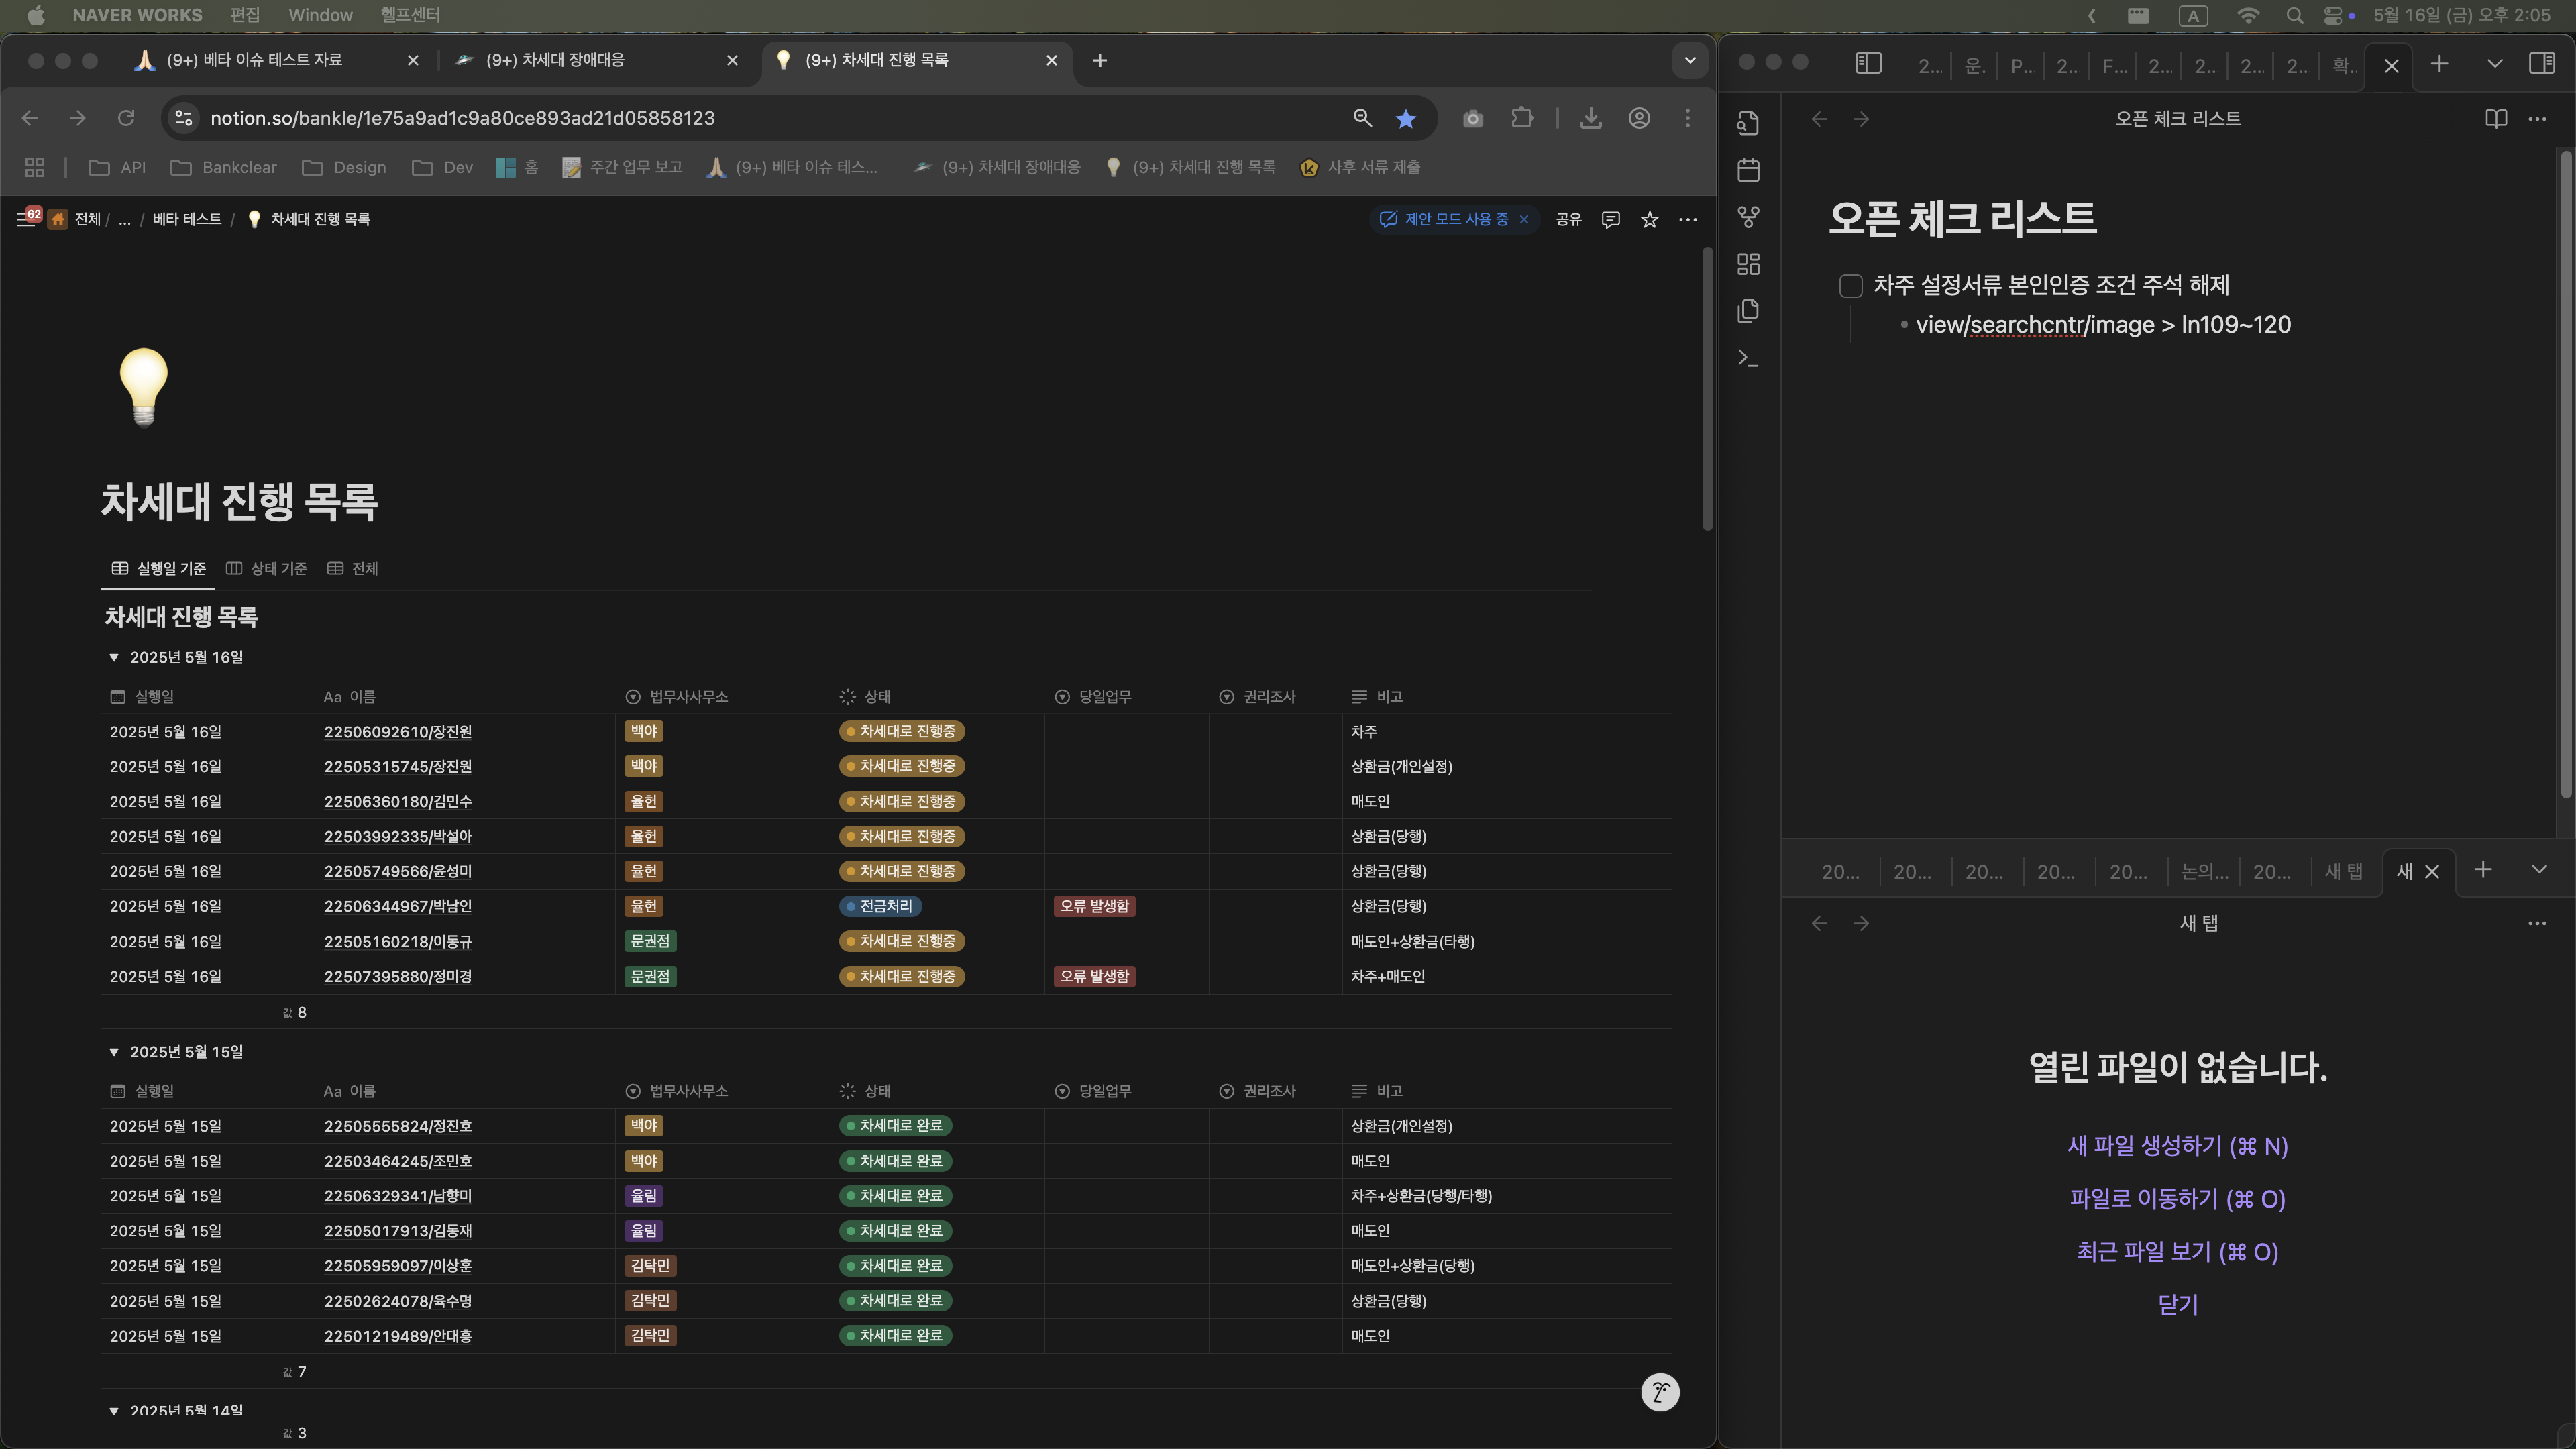 NAVER WORKS 편집 Window 헬프센터
A 5월 16일 (금) 오후 2:05
(9+) 베타 이슈 테스트 자료
(9+) 차세대 장애대응
(9+) 차세대 진행 목록
notion.so/bankle/1e75a9ad1c9a80ce893ad21d05858123
API Bankclear Design Dev 홈 주간 업무 보고 (9+) 베타 이슈 테스... (9+) 차세대 장애대응 (9+) 차세대 진행 목록 사후 서류 제출
62 전체 / ... / 베타 테스트 / 차세대 진행 목록
제안 모드 사용 중 공유
차세대 진행 목록
실행일 기준 상태 기준 전체
차세대 진행 목록
2025년 5월 16일
실행일 Aa 이름 법무사사무소 상태 당일업무 권리조사 비고
2025년 5월 16일 22506092610/장진원 백야 차세대로 진행중 차주
2025년 5월 16일 22505315745/장진원 백야 차세대로 진행중 상환금(개인설정)
2025년 5월 16일 22506360180/김민수 율헌 차세대로 진행중 매도인
2025년 5월 16일 22503992335/박설아 율헌 차세대로 진행중 상환금(당행)
2025년 5월 16일 22505749566/윤성미 율헌 차세대로 진행중 상환금(당행)
2025년 5월 16일 22506344967/박남인 율헌 전금처리 오류 발생함 상환금(당행)
2025년 5월 16일 22505160218/이동규 문권점 차세대로 진행중 매도인+상환금(타행)
2025년 5월 16일 22507395880/정미경 문권점 차세대로 진행중 오류 발생함 차주+매도인
값 8
2025년 5월 15일
실행일 Aa 이름 법무사사무소 상태 당일업무 권리조사 비고
2025년 5월 15일 22505555824/정진호 백야 차세대로 완료 상환금(개인설정)
2025년 5월 15일 22503464245/조민호 백야 차세대로 완료 매도인
2025년 5월 15일 22506329341/남향미 율림 차세대로 완료 차주+상환금(당행/타행)
2025년 5월 15일 22505017913/김동재 율림 차세대로 완료 매도인
2025년 5월 15일 22505959097/이상훈 김탁민 차세대로 완료 매도인+상환금(당행)
2025년 5월 15일 22502624078/육수명 김탁민 차세대로 완료 상환금(당행)
2025년 5월 15일 22501219489/안대흥 김탁민 차세대로 완료 매도인
값 7
2025년 5월 14일
값 3
2... 운. P... 2... F... 2... 2... 2... 2... 확.
오픈 체크 리스트
오픈 체크 리스트
차주 설정서류 본인인증 조건 주석 해제
view/searchcntr/image > ln109~120
20... 20... 20... 20... 20... 논의... 20... 새 탭 새
새 탭
열린 파일이 없습니다.
새 파일 생성하기 (⌘ N)
파일로 이동하기 (⌘ O)
최근 파일 보기 (⌘ O)
닫기